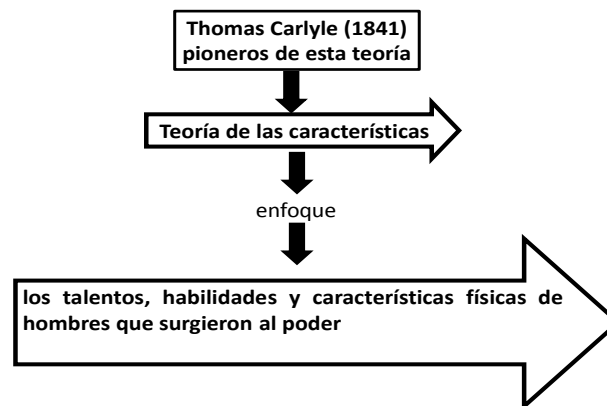 Thomas Carlyle (1841)
pioneros de esta teoría
Teoría de las características
enfoque
los talentos, habilidades y características físicas de
hombres que surgieron al poder